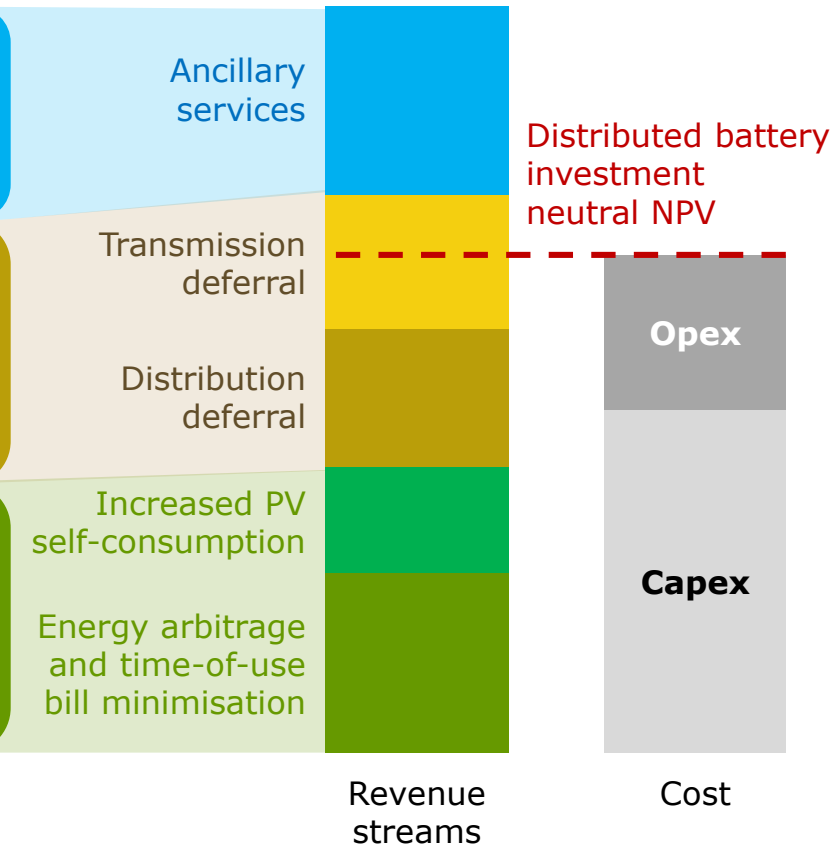 Ancillary
services
Distributed battery
investment
neutral NPV
Transmission
deferral
Opex
Distribution
deferral
Increased PV
self-consumption
Capex
Energy arbitrage
and time-of-use
bill minimisation
Revenue
streams
Cost